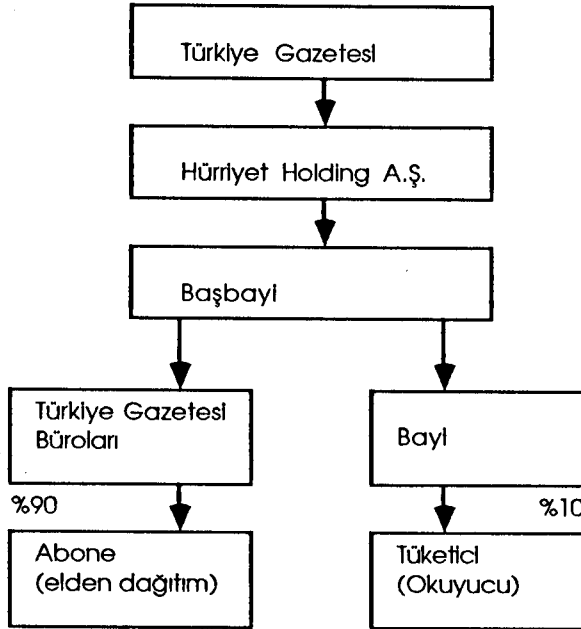 Türkiye Gazetesi
Hürriyet Holding A.Ş.
Başbayi
Türkiye Gazetesi
Büroları
Bayi
%90
%10
Abone
(elden dağıtım)
Tüketici
(Okuyucu)